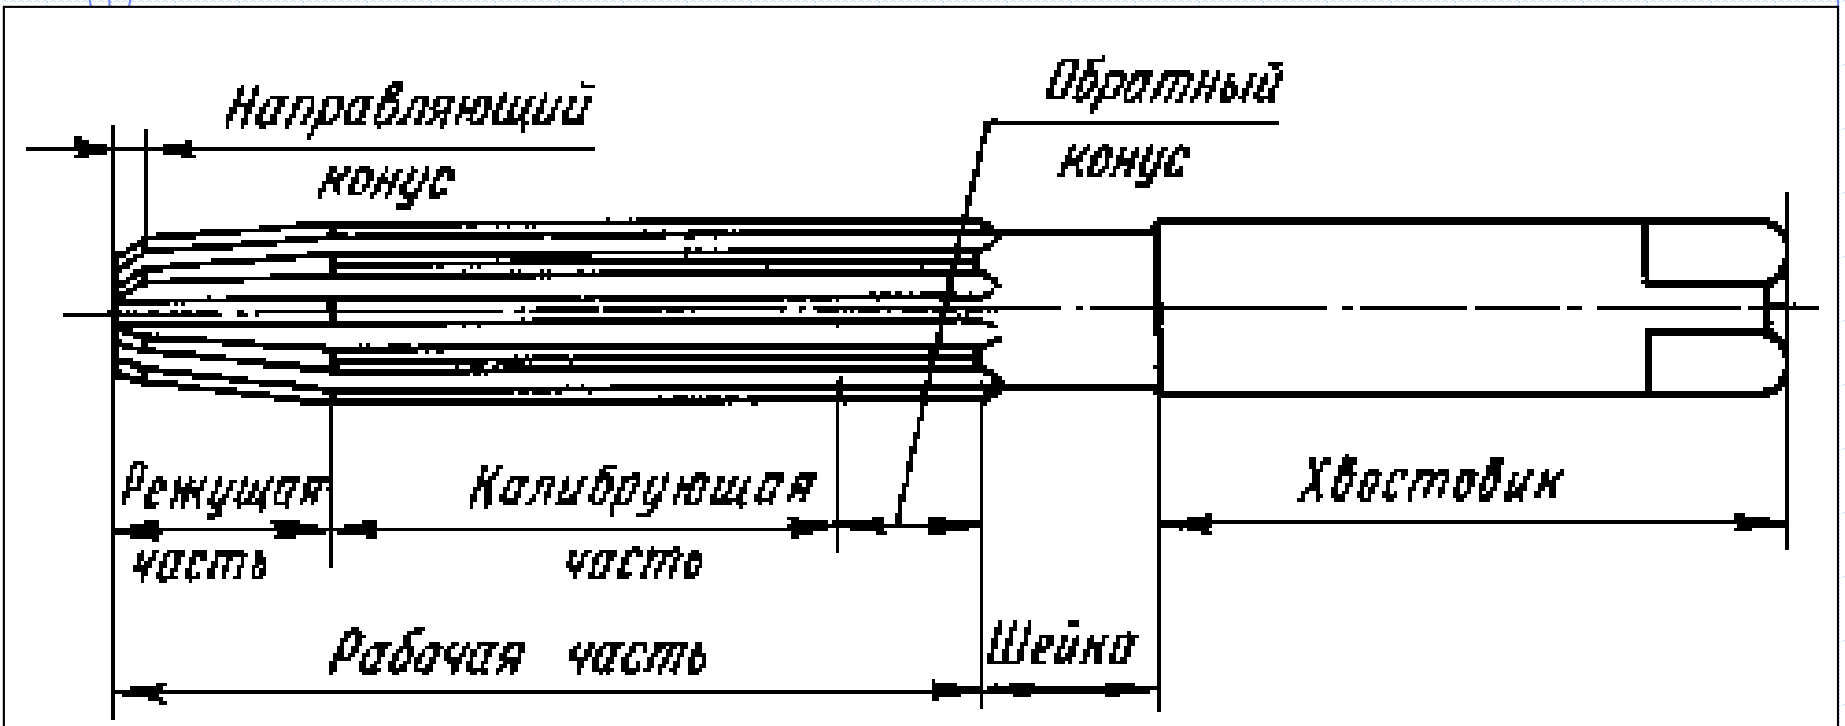 Направляющий
конус
Обратный
конус
Режущая
часть
Калибрующая
часть
Хвостовик
Рабочая часть
Шейка